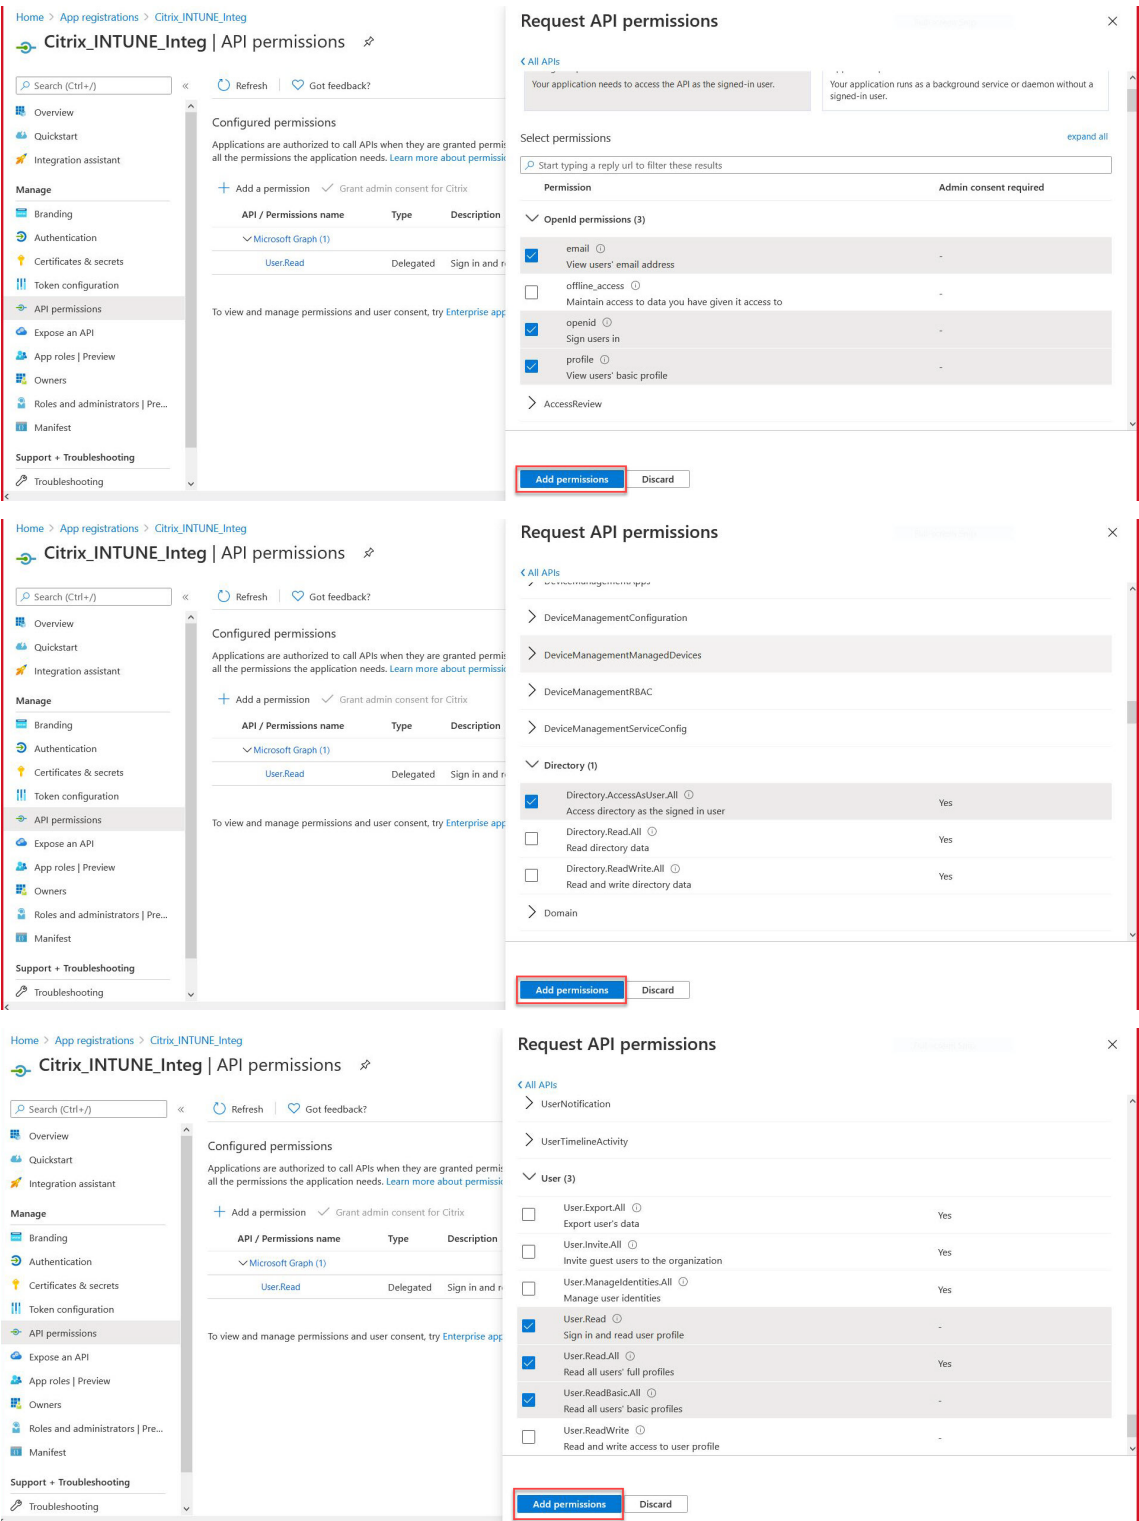 Home > App registrations > Citrix_INTUNE_Integ
Citrix_INTUNE_Integ | API permissions
Search (Ctrl+/)
«
Overview
Quickstart
Integration assistant
Manage
Branding
Authentication
Certificates & secrets
Token configuration
API permissions
Expose an API
App roles | Preview
Owners
Roles and administrators | Pre...
Manifest
Support + Troubleshooting
Troubleshooting
Refresh
Got feedback?
Configured permissions
Applications are authorized to call APIs when they are granted permis
all the permissions the application needs. Learn more about permissi
Add a permission
Grant admin consent for Citrix
API / Permissions name Type Description
Microsoft Graph (1)
User.Read Delegated Sign in and r
To view and manage permissions and user consent, try Enterprise app
Request API permissions
All APIs
Your application needs to access the API as the signed-in user.
Your application runs as a background service or daemon without a
signed-in user.
Select permissions
expand all
Start typing a reply url to filter these results
Permission Admin consent required
OpenId permissions (3)
email
View users' email address -
offline_access
Maintain access to data you have given it access to -
openid
Sign users in -
profile
View users' basic profile -
AccessReview
Add permissions
Discard
Home > App registrations > Citrix_INTUNE_Integ
Citrix_INTUNE_Integ | API permissions
Search (Ctrl+/)
«
Overview
Quickstart
Integration assistant
Manage
Branding
Authentication
Certificates & secrets
Token configuration
API permissions
Expose an API
App roles | Preview
Owners
Roles and administrators | Pre...
Manifest
Support + Troubleshooting
Troubleshooting
Refresh
Got feedback?
Configured permissions
Applications are authorized to call APIs when they are granted permis
all the permissions the application needs. Learn more about permissi
Add a permission
Grant admin consent for Citrix
API / Permissions name Type Description
Microsoft Graph (1)
User.Read Delegated Sign in and r
To view and manage permissions and user consent, try Enterprise app
Request API permissions
All APIs
DeviceManagementApps
DeviceManagementConfiguration
DeviceManagementManagedDevices
DeviceManagementRBAC
DeviceManagementServiceConfig
Directory (1)
Directory.AccessAsUser.All
Access directory as the signed in user Yes
Directory.Read.All
Read directory data Yes
Directory.ReadWrite.All
Read and write directory data Yes
Domain
Add permissions
Discard
Home > App registrations > Citrix_INTUNE_Integ
Citrix_INTUNE_Integ | API permissions
Search (Ctrl+/)
«
Overview
Quickstart
Integration assistant
Manage
Branding
Authentication
Certificates & secrets
Token configuration
API permissions
Expose an API
App roles | Preview
Owners
Roles and administrators | Pre...
Manifest
Support + Troubleshooting
Troubleshooting
Refresh
Got feedback?
Configured permissions
Applications are authorized to call APIs when they are granted permis
all the permissions the application needs. Learn more about permissi
Add a permission
Grant admin consent for Citrix
API / Permissions name Type Description
Microsoft Graph (1)
User.Read Delegated Sign in and r
To view and manage permissions and user consent, try Enterprise app
Request API permissions
All APIs
UserNotification
UserTimelineActivity
User (3)
User.Export.All
Export user's data Yes
User.Invite.All
Invite guest users to the organization Yes
User.ManageIdentities.All
Manage user identities Yes
User.Read
Sign in and read user profile -
User.Read.All
Read all users' full profiles Yes
User.ReadBasic.All
Read all users' basic profiles -
User.ReadWrite
Read and write access to user profile -
Add permissions
Discard